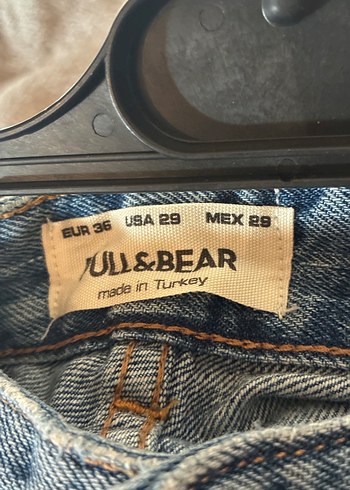 EUR 36 USA 29 MEX 29
PULL&BEAR
made in Turkey